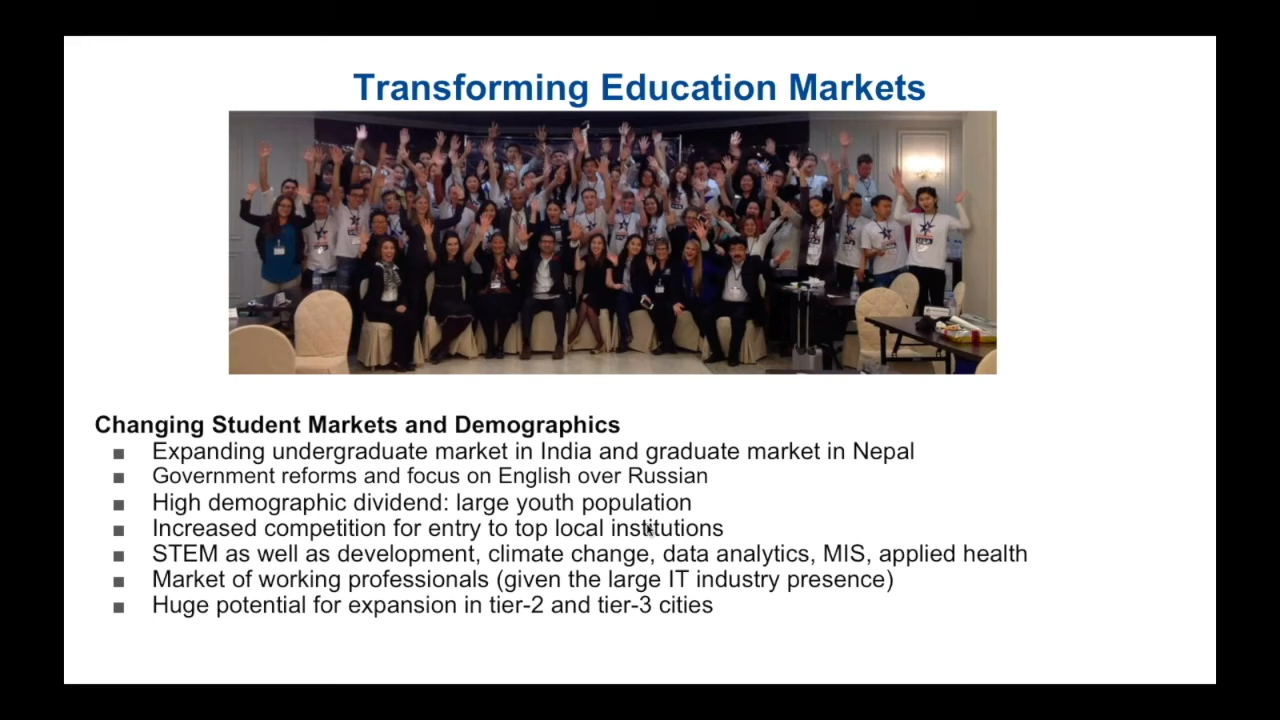 Transforming Education Markets
Changing Student Markets and Demographics
■ Expanding undergraduate market in India and graduate market in Nepal
■ Government reforms and focus on English over Russian
■ High demographic dividend: large youth population
■ Increased competition for entry to top local institutions
■ STEM as well as development, climate change, data analytics, MIS, applied health
■ Market of working professionals (given the large IT industry presence)
■ Huge potential for expansion in tier-2 and tier-3 cities